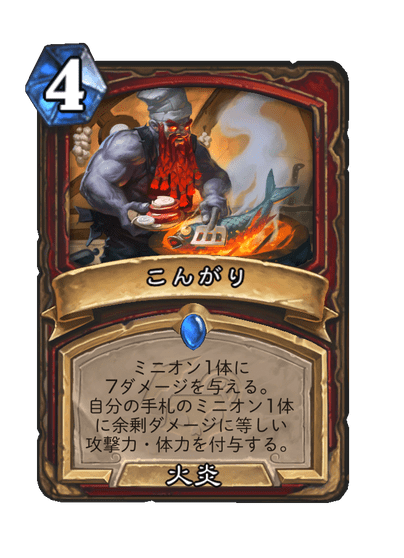 4
こんがり
ミニオン1体に
7ダメージを与える。
自分の手札のミニオン1体
に余剰ダメージに等しい
攻撃力・体力を付与する。
火炎